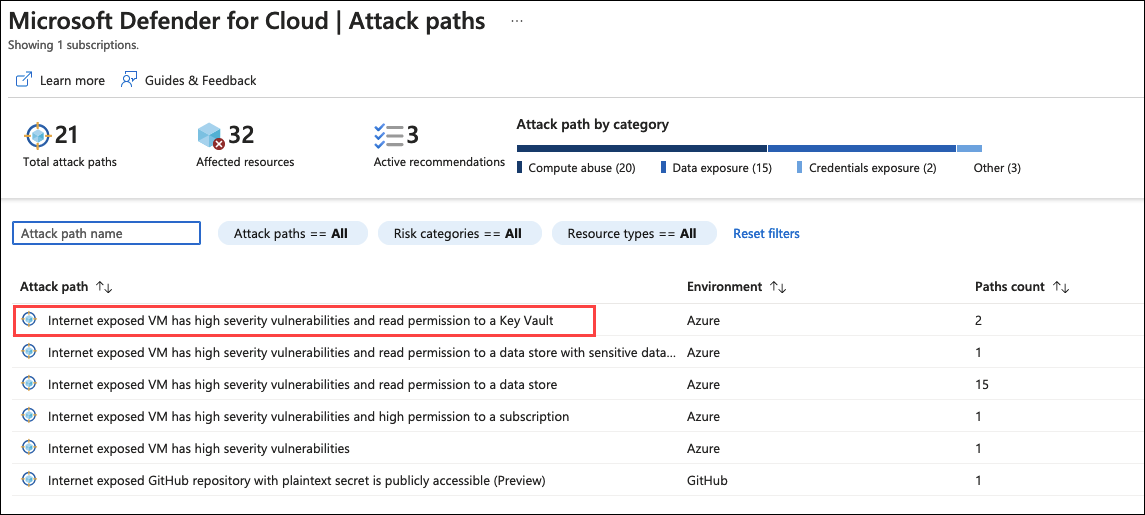 Microsoft Defender for Cloud | Attack paths ...
Showing 1 subscriptions.
Learn more Guides & Feedback
21 32 3
Total attack paths Affected resources Active recommendations
Attack path by category
Compute abuse (20) Data exposure (15) Credentials exposure (2) Other (3)
Attack path name Attack paths == All Risk categories == All Resource types == All Reset filters
Attack path ↑↓ Environment ↑↓ Paths count ↑↓
Internet exposed VM has high severity vulnerabilities and read permission to a Key Vault Azure 2
Internet exposed VM has high severity vulnerabilities and read permission to a data store with sensitive data... Azure 1
Internet exposed VM has high severity vulnerabilities and read permission to a data store Azure 15
Internet exposed VM has high severity vulnerabilities and high permission to a subscription Azure 1
Internet exposed VM has high severity vulnerabilities Azure 1
Internet exposed GitHub repository with plaintext secret is publicly accessible (Preview) GitHub 1